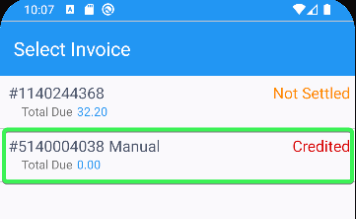 10:07
Select Invoice
#1140244368 Not Settled
Total Due 32.20
#5140004038 Manual Credited
Total Due 0.00